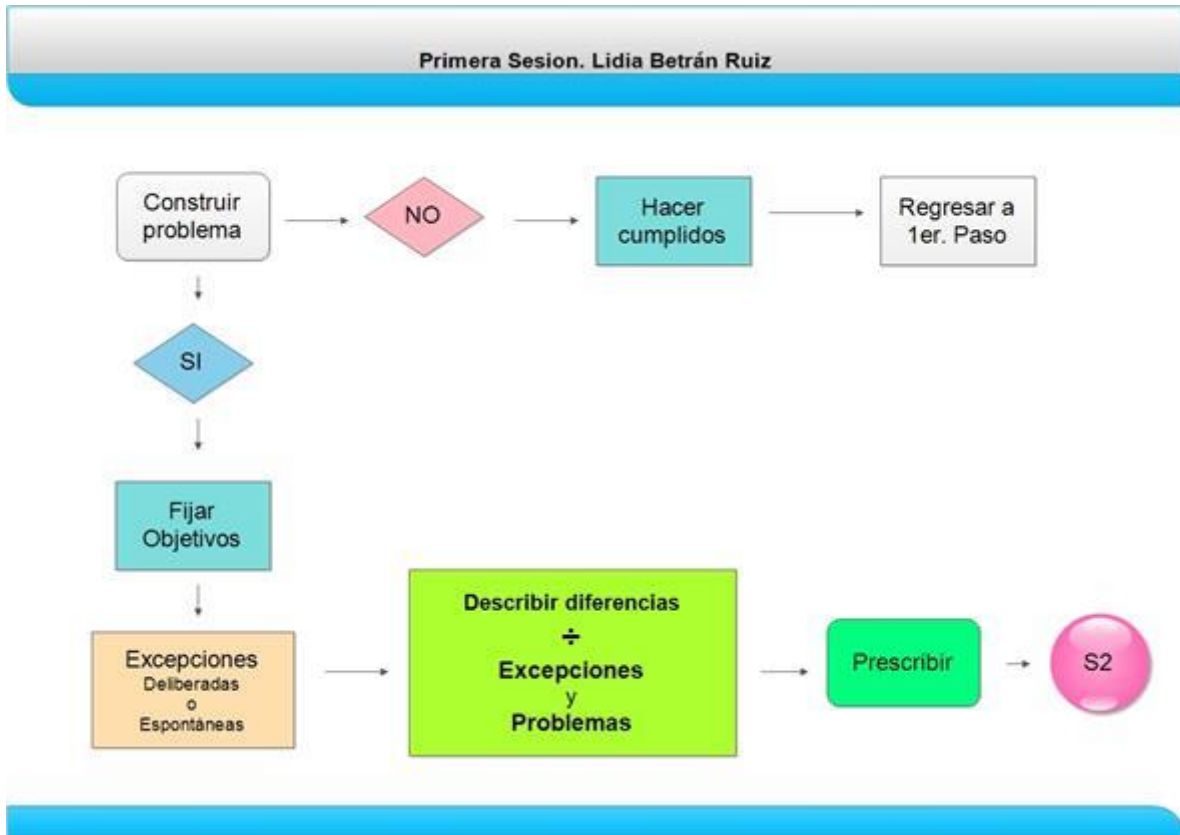 Primera Sesion. Lidia Betrán Ruiz
Construir
problema
NO
Hacer
cumplidos
Regresar a
1er. Paso
SI
Fijar
Objetivos
Excepciones
Deliberadas
o
Espontáneas
Describir diferencias
÷
Excepciones
y
Problemas
Prescribir
S2